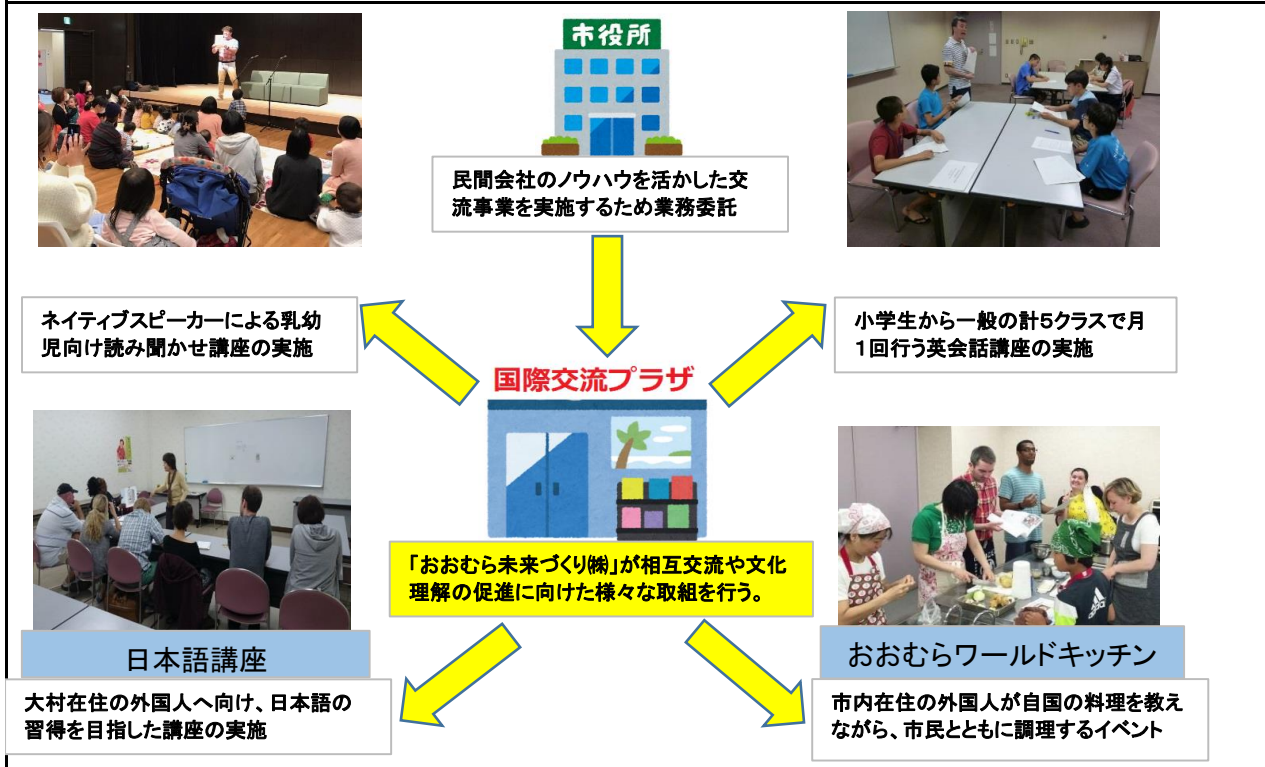 市役所
民間会社のノウハウを活かした交
流事業を実施するため業務委託
ネイティブスピーカーによる乳幼
児向け読み聞かせ講座の実施
小学生から一般の計5クラスで月
1回行う英会話講座の実施
国際交流プラザ
「おおむら未来づくり㈱」が相互交流や文化
理解の促進に向けた様々な取組を行う。
日本語講座
大村在住の外国人へ向け、日本語の
習得を目指した講座の実施
おおむらワールドキッチン
市内在住の外国人が自国の料理を教え
ながら、市民とともに調理するイベント